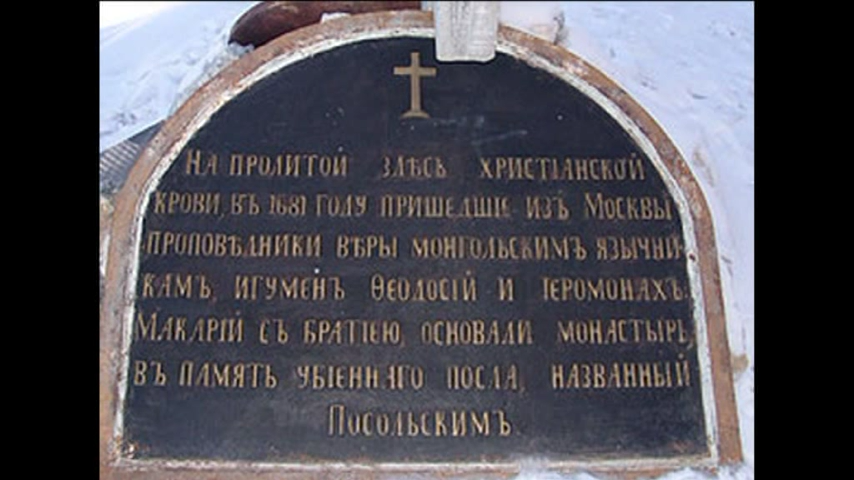 На пролитой здѣсь христіанской
крови, въ 1681 году пришедшіе изъ Москвы
проповѣдники вѣры монгольскимъ язычни-
камъ, игуменъ Ѳеодосій и іеромонахъ
Макарій съ братіею, основали монастырь,
въ память убіеннаго посла, названный
Посольскимъ.